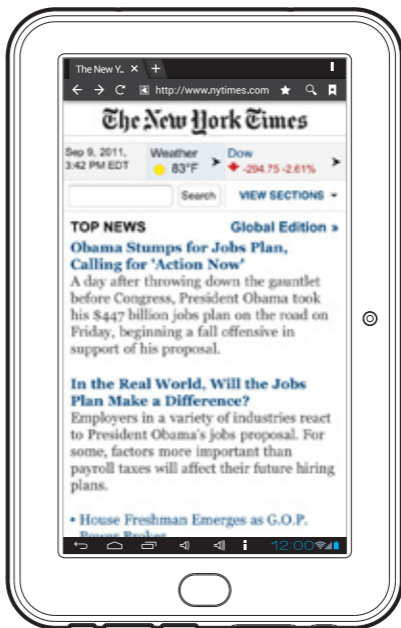 The New Y..
http://www.nytimes.com
The New York Times
Sep 9, 2011, Weather Dow
3:42 PM EDT 83°F -294.75 -2.61%
Search VIEW SECTIONS
TOP NEWS Global Edition »
Obama Stumps for Jobs Plan,
Calling for 'Action Now'
A day after throwing down the gauntlet
before Congress, President Obama took
his $447 billion jobs plan on the road on
Friday, beginning a fall offensive in
support of his proposal.
In the Real World, Will the Jobs
Plan Make a Difference?
Employers in a variety of industries react
to President Obama's jobs proposal. For
some, factors more important than
payroll taxes will affect their future hiring
plans.
• House Freshman Emerges as G.O.P.
Power Broker
12:00